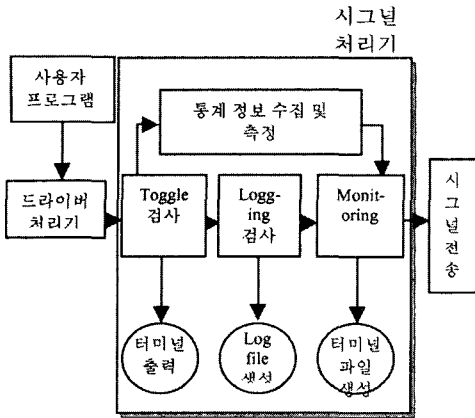 시그널
처리기
사용자
프로그램
통계 정보 수집 및
측정
드라이버
처리기
Toggle
검사
Logg-
ing
검사
Monit-
oring
시
그
널
전
송
터미널
출력
Log
file
생성
터미널
파일
생성